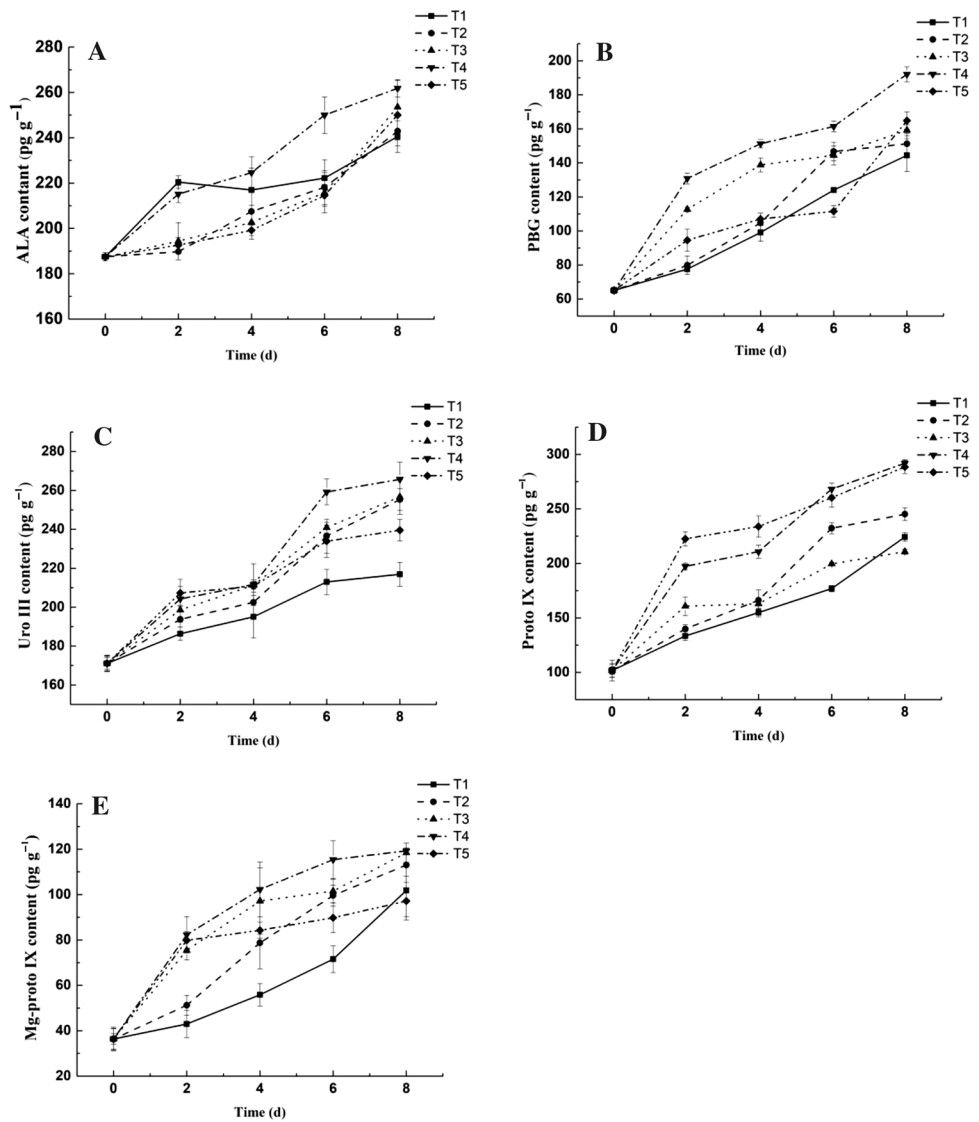 A
T1
T2
T3
T4
T5
ALA contant (pg g⁻¹)
280
260
240
220
200
180
160
0 2 4 6 8
Time (d)
B
T1
T2
T3
T4
T5
PBG content (pg g⁻¹)
200
180
160
140
120
100
80
60
0 2 4 6 8
Time (d)
C
T1
T2
T3
T4
T5
Uro III content (pg g⁻¹)
280
260
240
220
200
180
160
0 2 4 6 8
Time (d)
D
T1
T2
T3
T4
T5
Proto IX content (pg g⁻¹)
300
250
200
150
100
0 2 4 6 8
Time (d)
E
T1
T2
T3
T4
T5
Mg-proto IX content (pg g⁻¹)
140
120
100
80
60
40
20
0 2 4 6 8
Time (d)